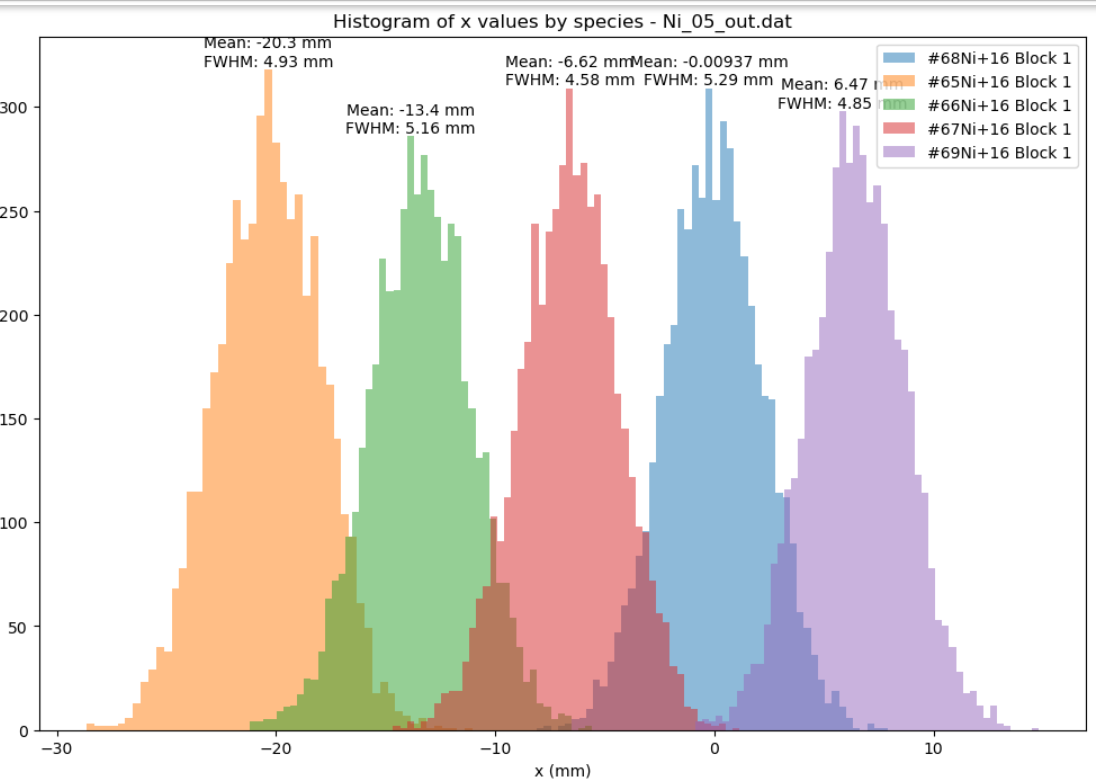 Histogram of x values by species - Ni_05_out.dat
Mean: -20.3 mm
FWHM: 4.93 mm
Mean: -13.4 mm
FWHM: 5.16 mm
Mean: -6.62 mm
FWHM: 4.58 mm
Mean: -0.00937 mm
FWHM: 5.29 mm
Mean: 6.47 mm
FWHM: 4.85 mm
#68Ni+16 Block 1
#65Ni+16 Block 1
#66Ni+16 Block 1
#67Ni+16 Block 1
#69Ni+16 Block 1
300
250
200
150
100
50
0
−30
−20
−10
0
10
x (mm)